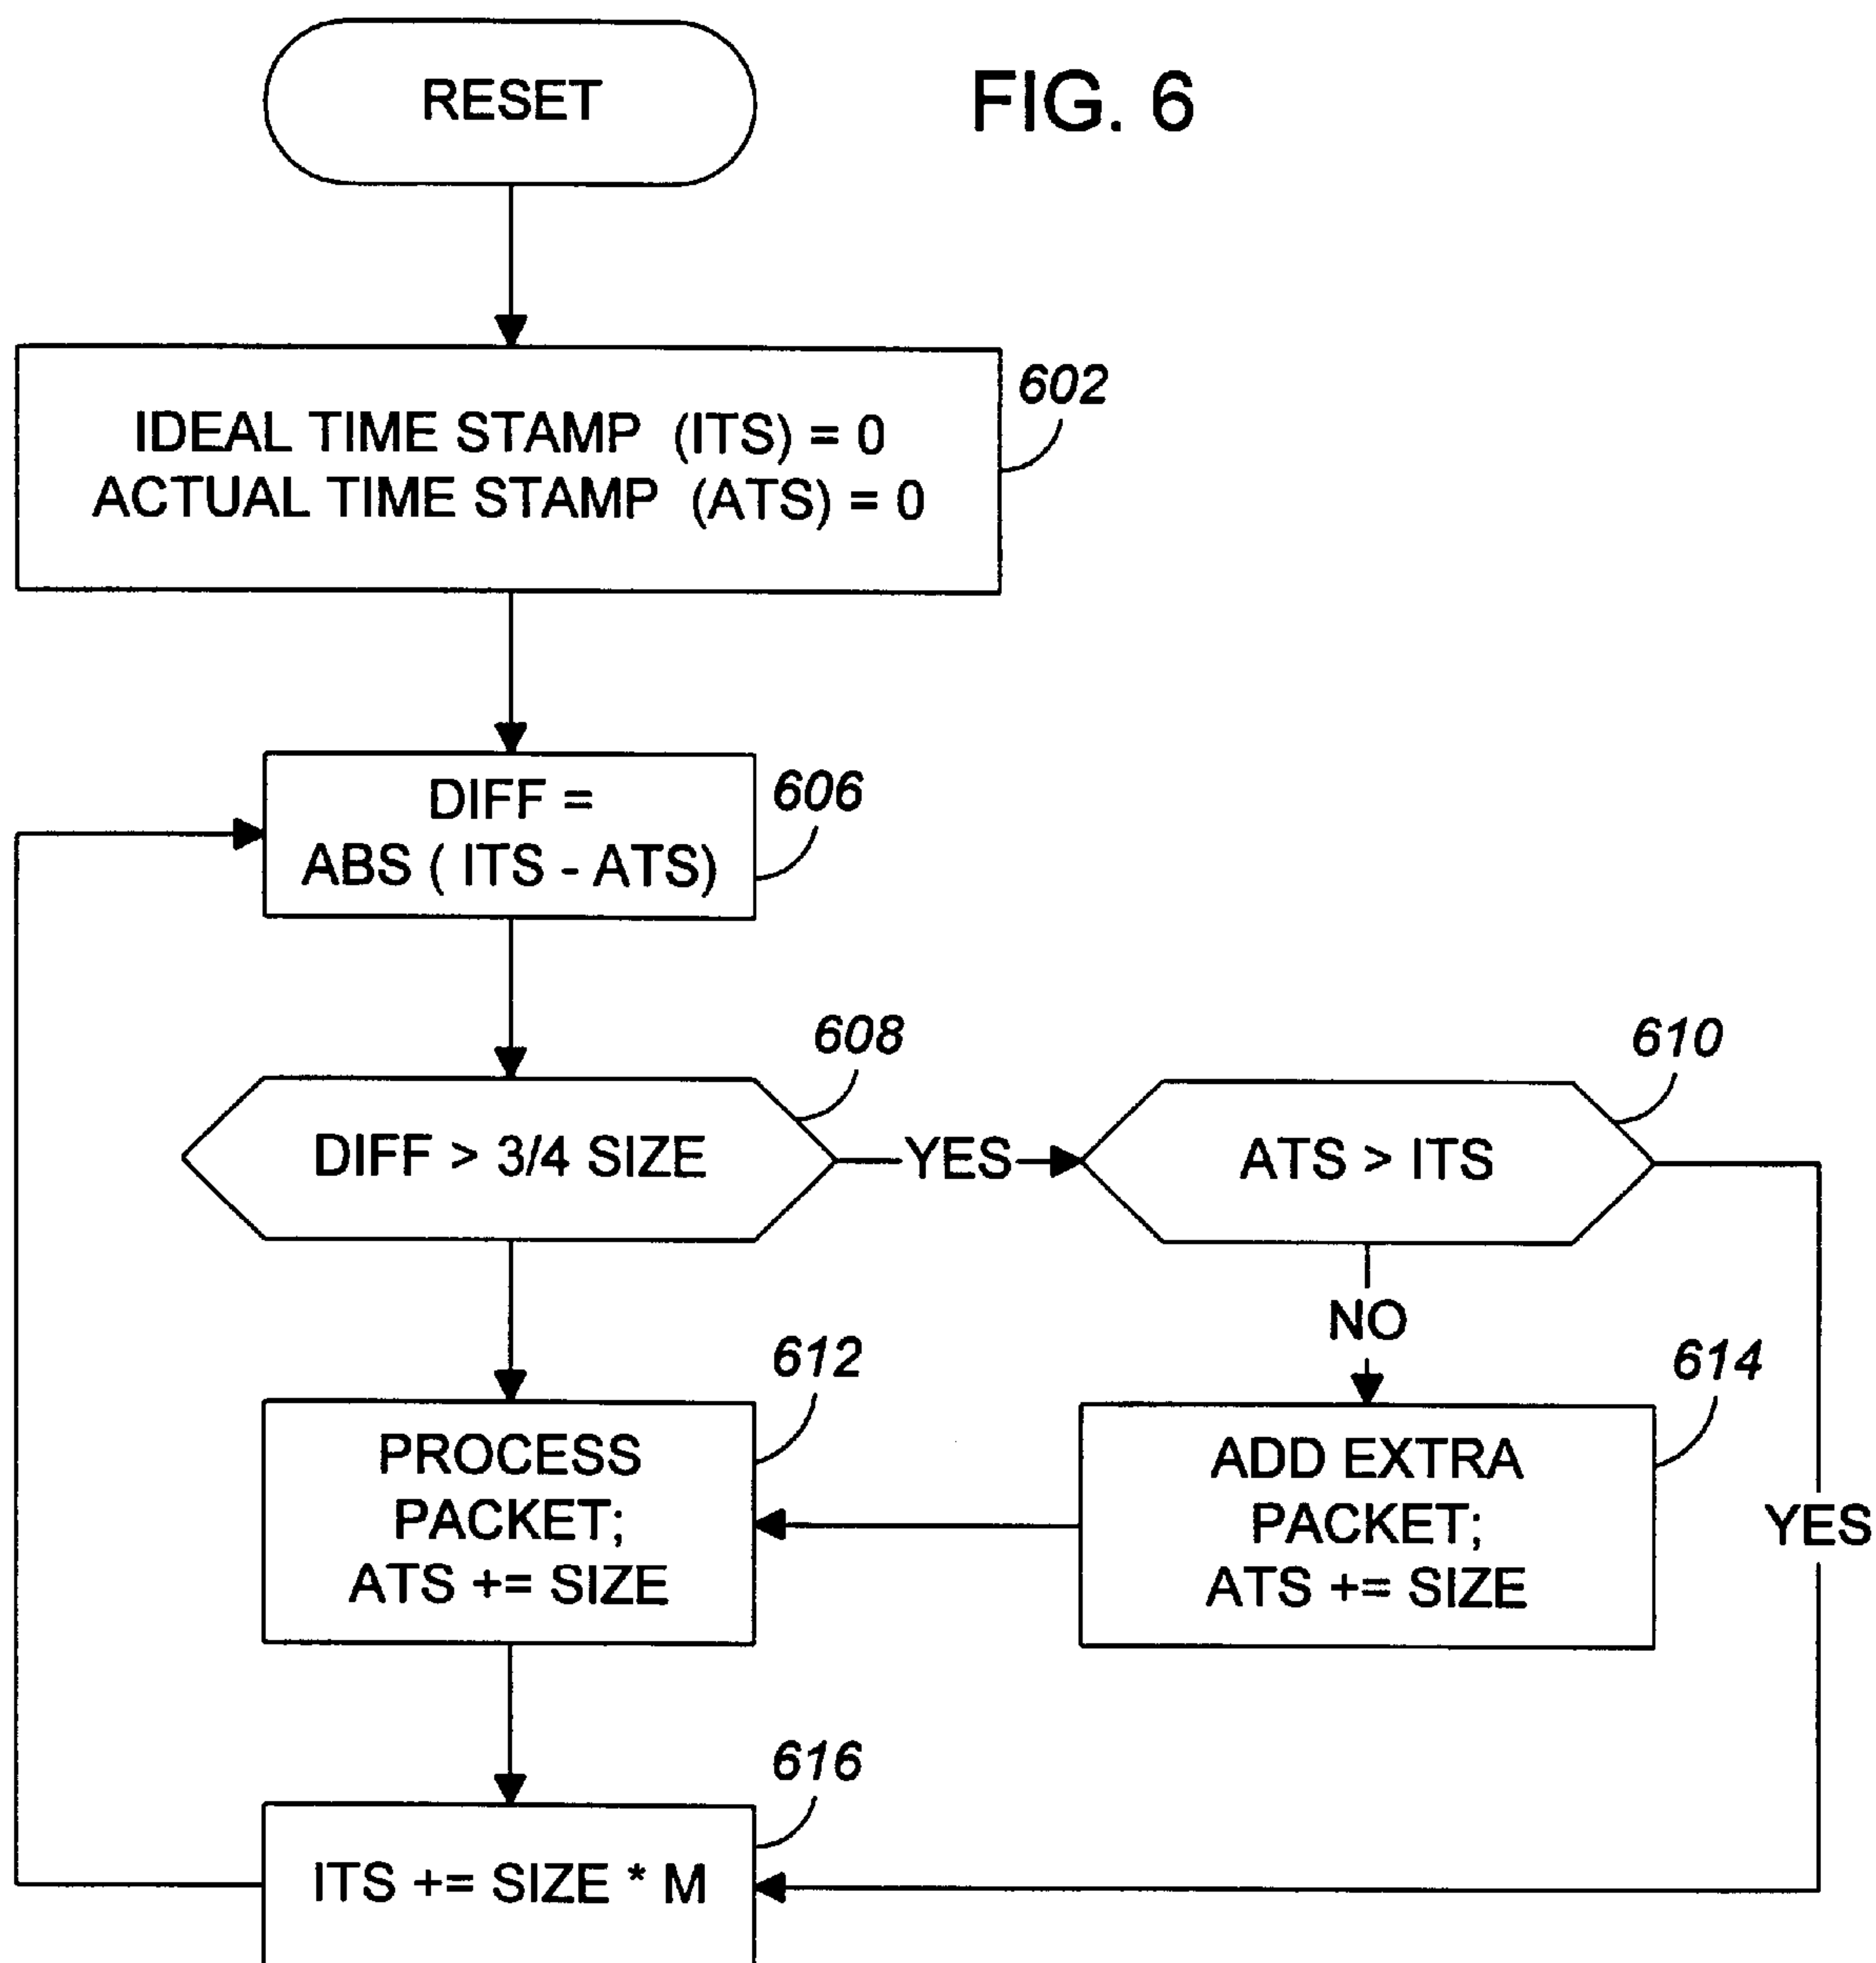 RESET
FIG. 6
602
IDEAL TIME STAMP (ITS) = 0
ACTUAL TIME STAMP (ATS) = 0
606
DIFF =
ABS ( ITS - ATS)
608
610
DIFF > 3/4 SIZE
YES
ATS > ITS
NO
612
614
PROCESS
PACKET;
ATS += SIZE
ADD EXTRA
PACKET;
ATS += SIZE
YES
616
ITS += SIZE * M